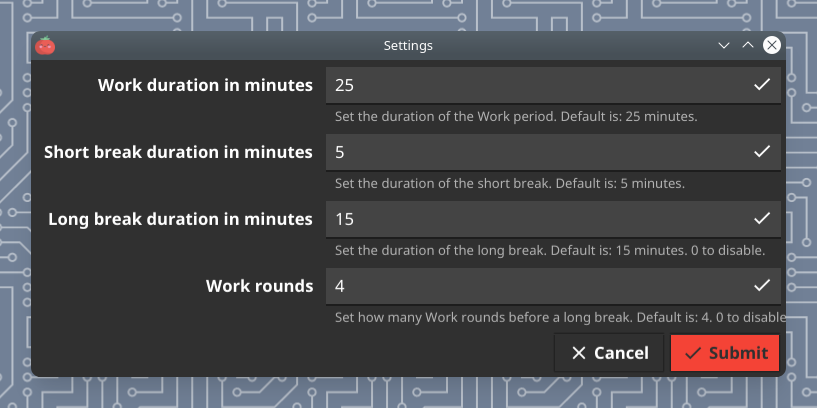 Settings
Work duration in minutes 25
Set the duration of the Work period. Default is: 25 minutes.
Short break duration in minutes 5
Set the duration of the short break. Default is: 5 minutes.
Long break duration in minutes 15
Set the duration of the long break. Default is: 15 minutes. 0 to disable.
Work rounds 4
Set how many Work rounds before a long break. Default is: 4. 0 to disable
Cancel Submit